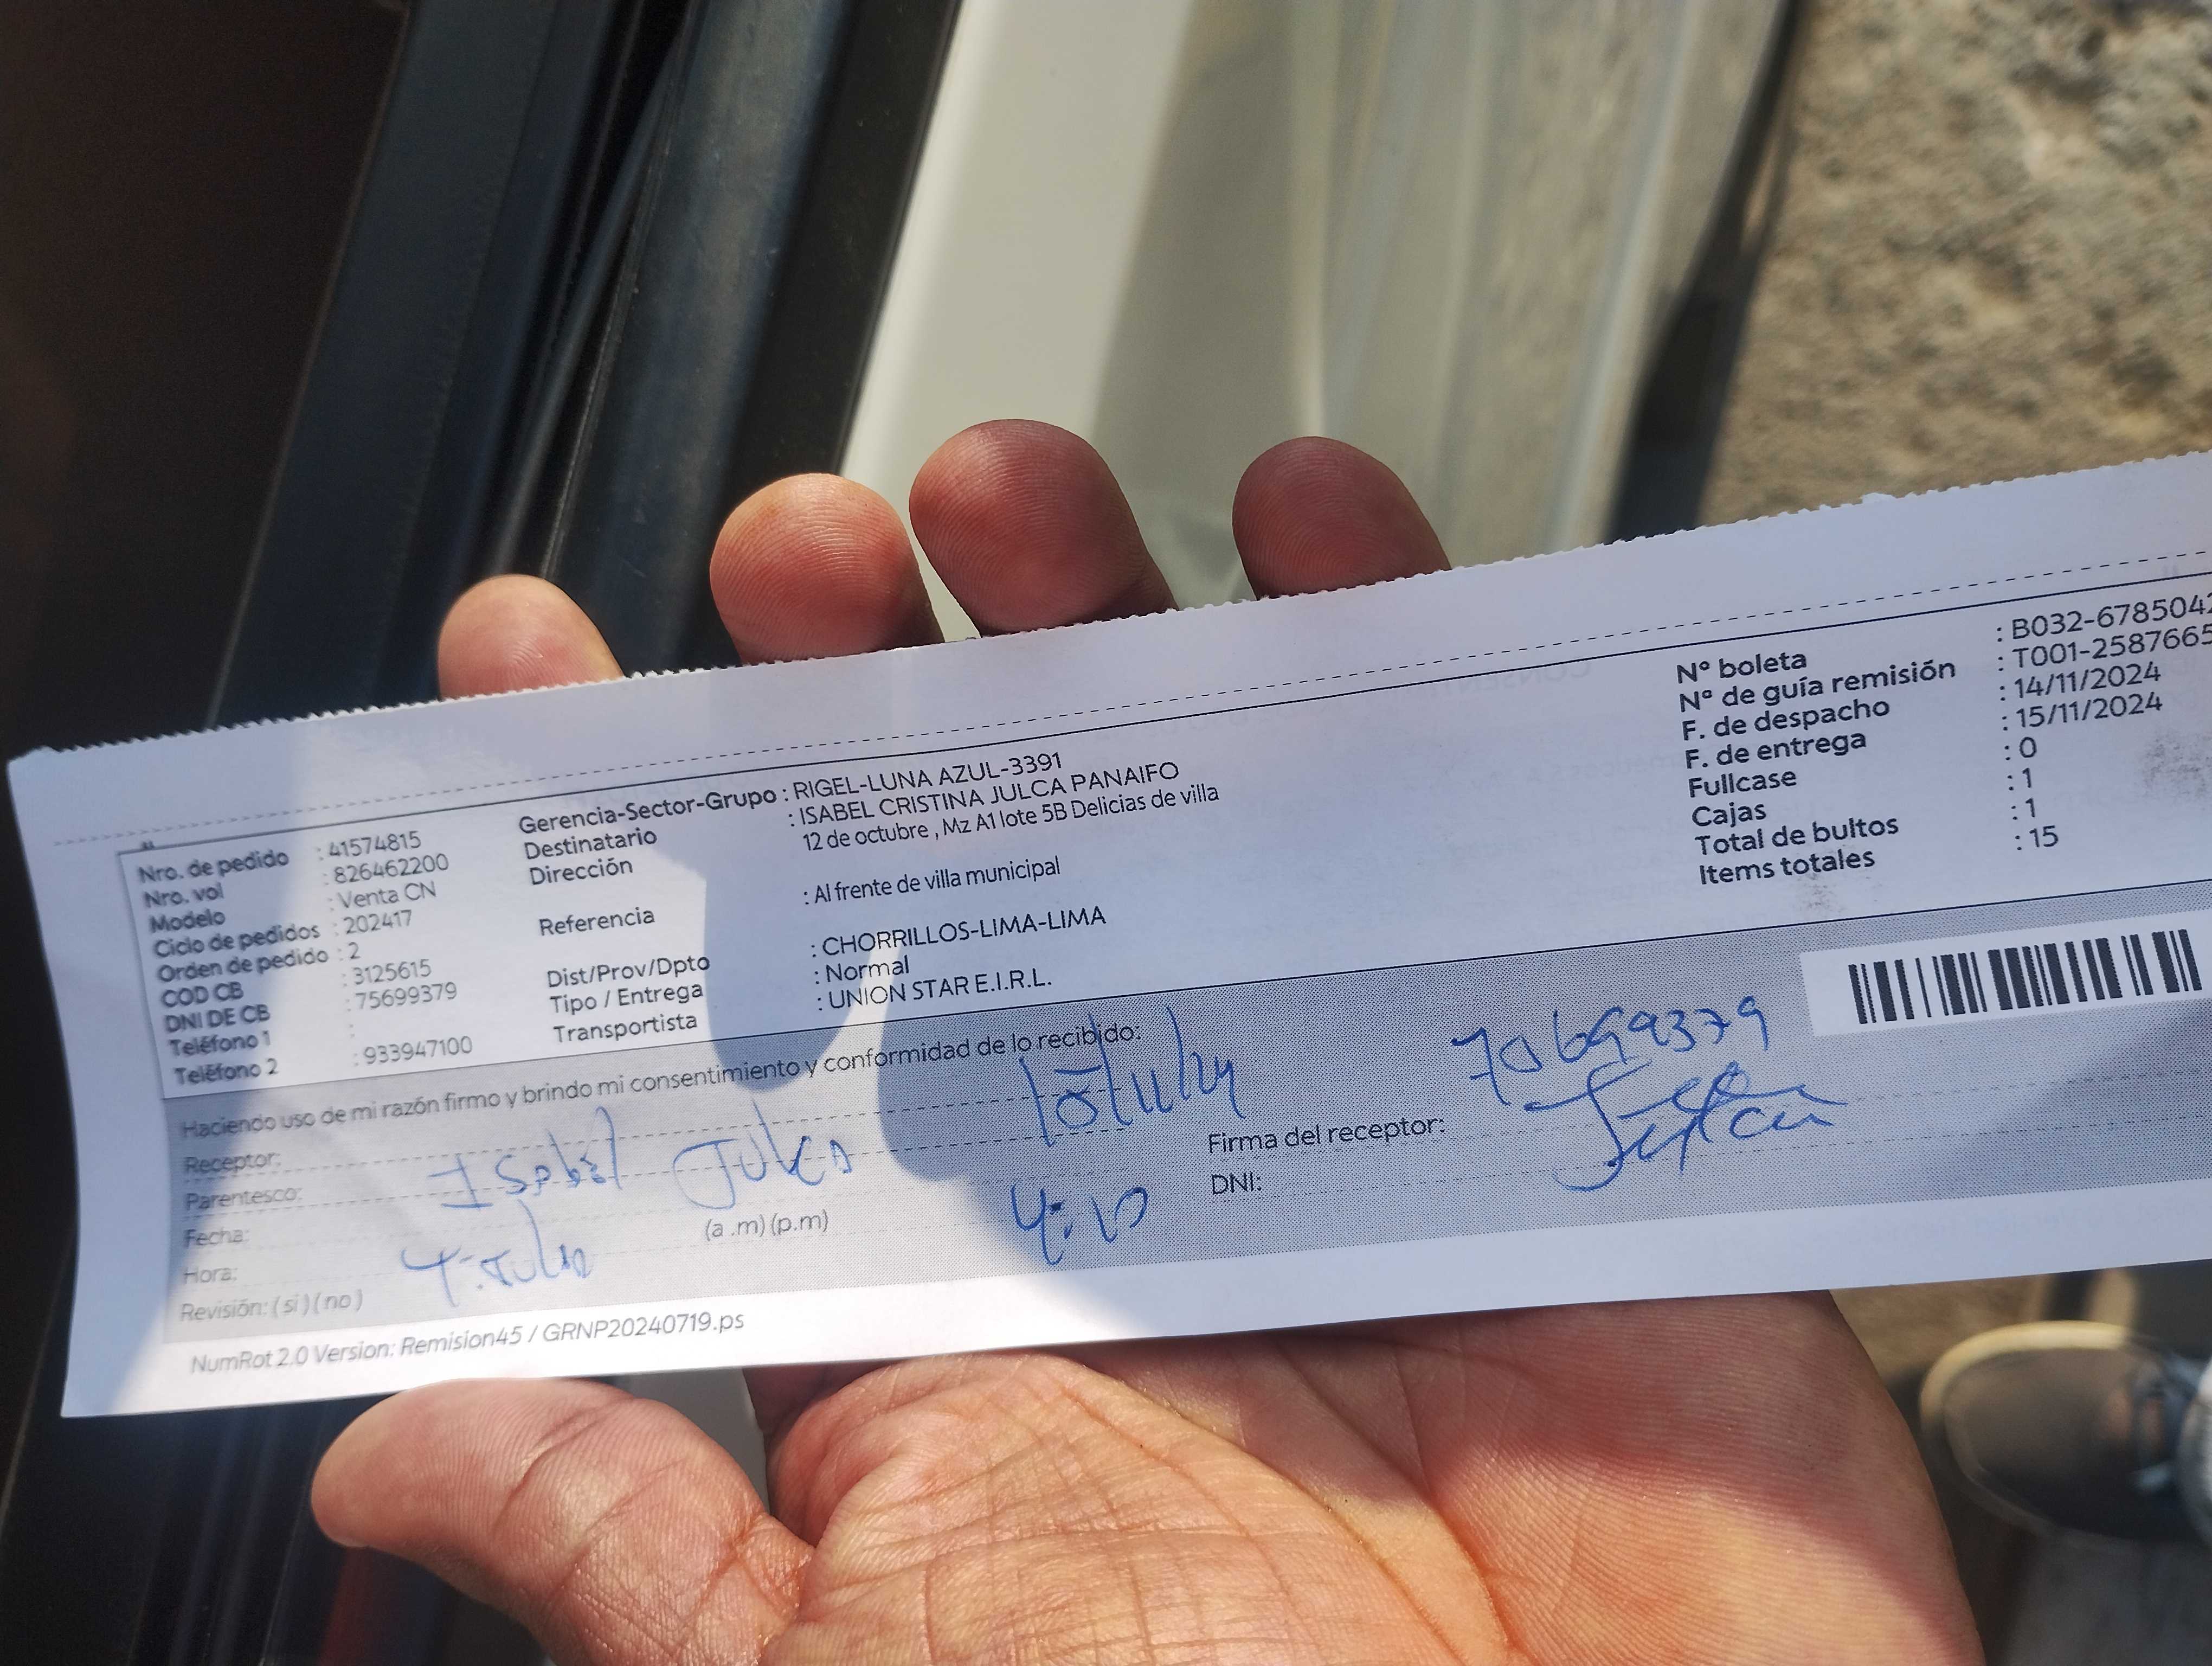 Nro. de pedido : 41574815
Nro. vol : 826462200
Modelo : Venta CN
Ciclo de pedidos : 202417
Orden de pedido : 2
COD CB : 3125615
DNI DE CB : 75699379
Teléfono 1 :
Teléfono 2 : 933947100
Gerencia-Sector-Grupo : RIGEL-LUNA AZUL-3391
Destinatario : ISABEL CRISTINA JULCA PANAIFO
Dirección 12 de octubre , Mz A1 lote 5B Delicias de villa
Referencia : Al frente de villa municipal
Dist/Prov/Dpto : CHORRILLOS-LIMA-LIMA
Tipo / Entrega : Normal
Transportista : UNION STAR E.I.R.L.
N° boleta : B032-678504
N° de guía remisión : T001-2587665
F. de despacho : 14/11/2024
F. de entrega : 15/11/2024
Fullcase : 0
Cajas : 1
Total de bultos : 1
Items totales : 15
Haciendo uso de mi razón firmo y brindo mi consentimiento y conformidad de lo recibido:
Receptor:
Parentesco: Isabel Julca
Fecha: 15/11/24
Hora: (a .m) (p.m) 4:10
Revisión: ( si ) ( no )
Firma del receptor: Julca
DNI:
NumRot 2.0 Version: Remision45 / GRNP20240719.ps